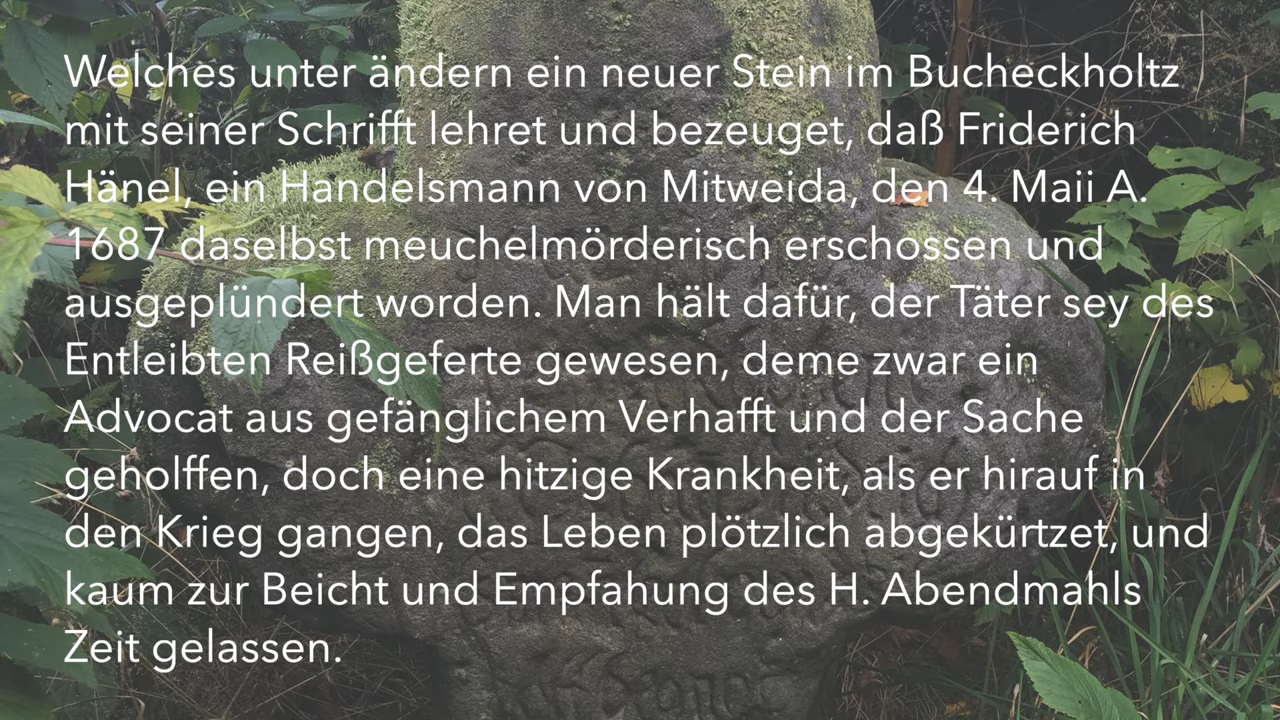 Welches unter ändern ein neuer Stein im Bucheckholtz
mit seiner Schrifft lehret und bezeuget, daß Friderich
Hänel, ein Handelsmann von Mitweida, den 4. Maii A.
1687 daselbst meuchelmörderisch erschossen und
ausgeplündert worden. Man hält dafür, der Täter sey des
Entleibten Reißgeferte gewesen, deme zwar ein
Advocat aus gefänglichem Verhafft und der Sache
geholffen, doch eine hitzige Krankheit, als er hirauf in
den Krieg gangen, das Leben plötzlich abgekürtzet, und
kaum zur Beicht und Empfahung des H. Abendmahls
Zeit gelassen.